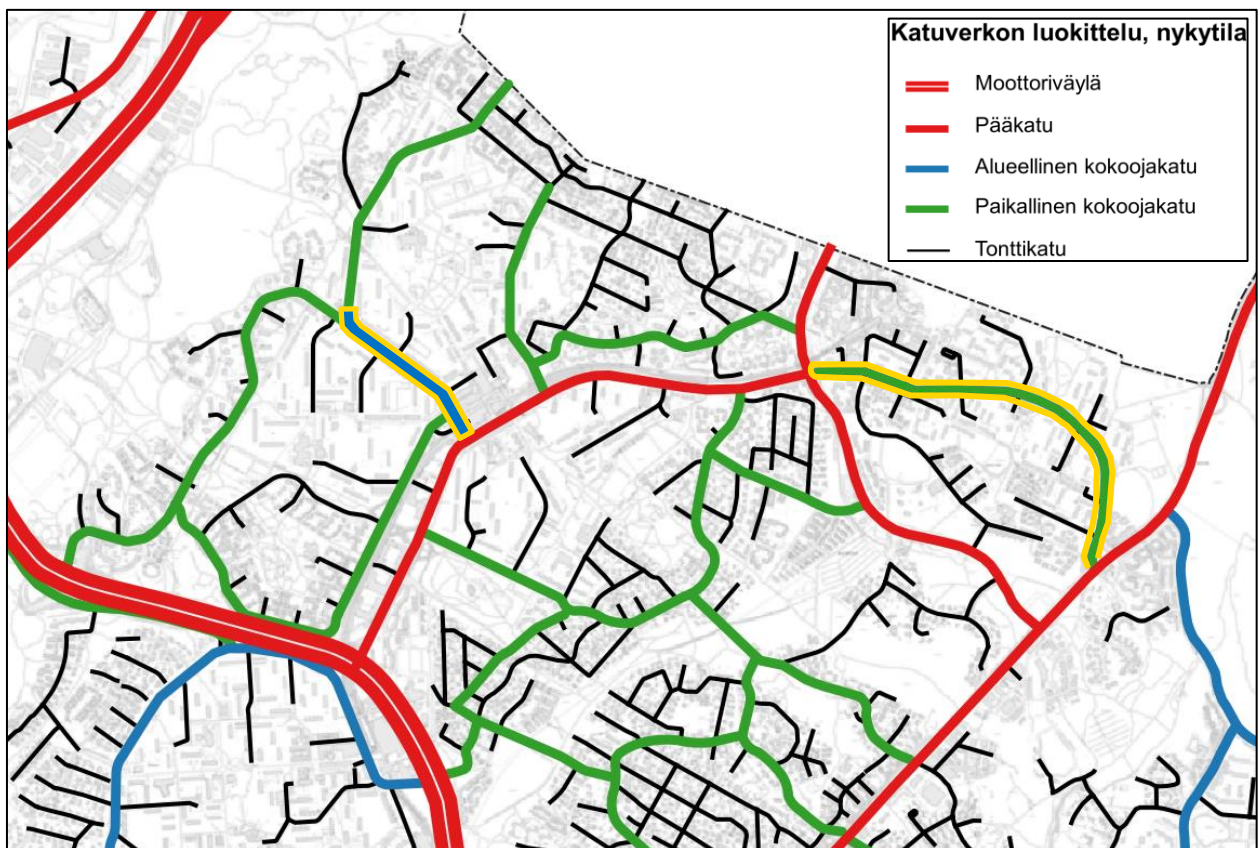 Katuverkon luokittelu, nykytila
Moottoriväylä
Pääkatu
Alueellinen kokoojakatu
Paikallinen kokoojakatu
Tonttikatu